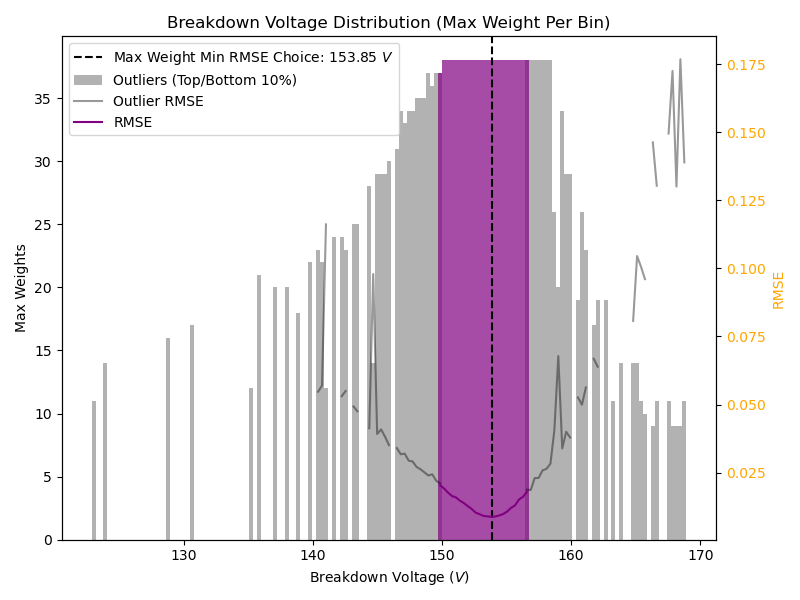 Breakdown Voltage Distribution (Max Weight Per Bin)
Max Weight Min RMSE Choice: 153.85 V
Outliers (Top/Bottom 10%)
Outlier RMSE
RMSE
Max Weights
0
5
10
15
20
25
30
35
130
140
150
160
170
Breakdown Voltage (V)
0.175
0.150
0.125
0.100
0.075
0.050
0.025
RMSE